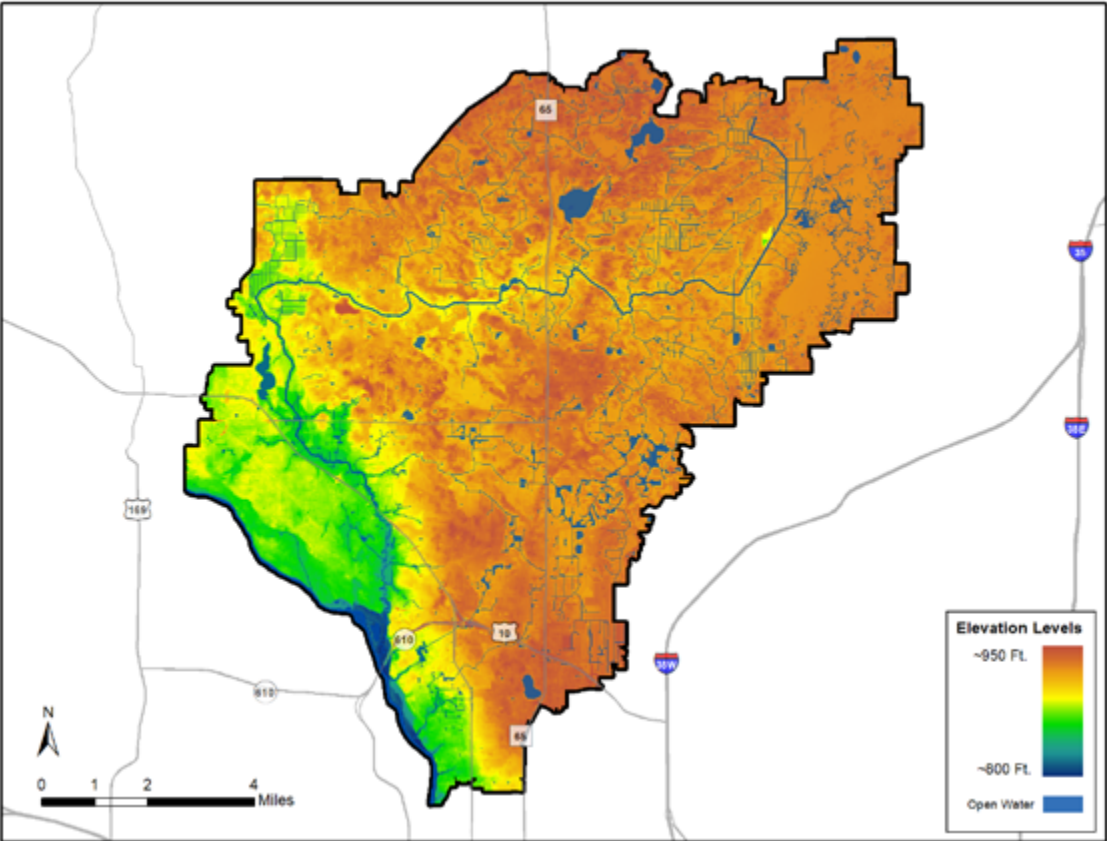 65
35
35E
169
Elevation Levels
~950 Ft.
10
610
35W
610
N
65
~800 Ft.
0 1 2 4
Miles
Open Water